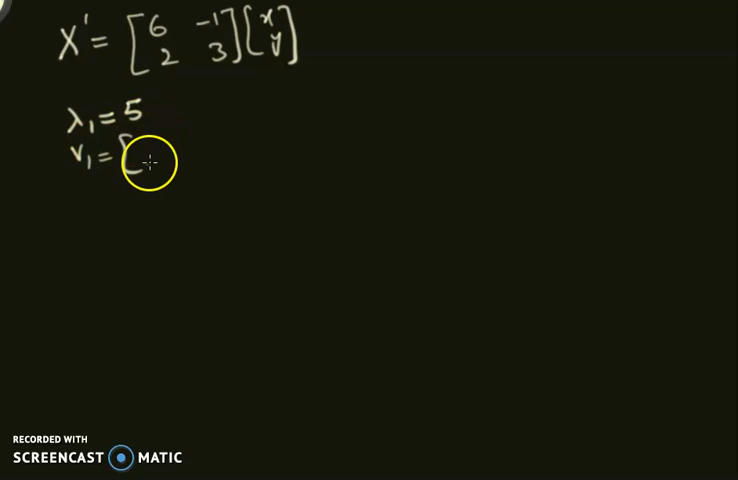 X' = [6 -1 2 3] [x y]
λ₁ = 5
v₁ = [
RECORDED WITH
SCREENCAST MATIC